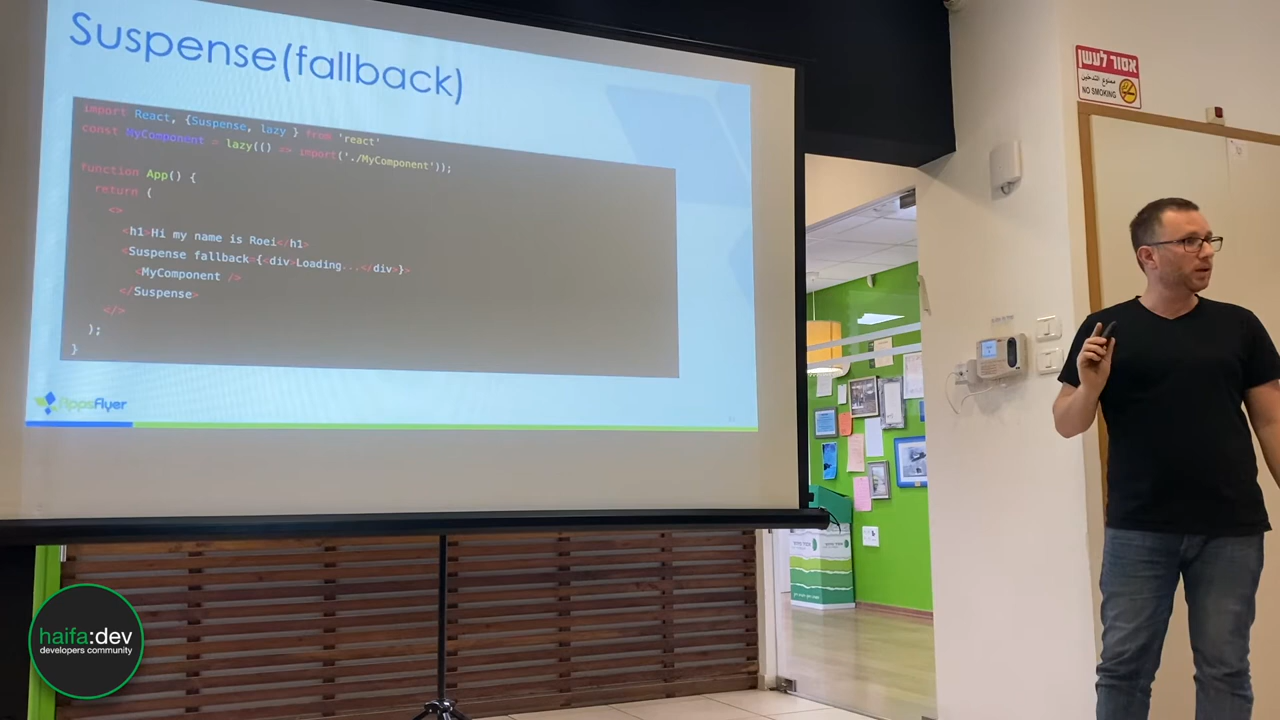 Suspense(fallback)
import React, {Suspense, lazy } from 'react'
const MyComponent = lazy(() => import('./MyComponent'));
function App() {
return (
<>
<h1>Hi my name is Roei</h1>
<Suspense fallback={<div>Loading...</div>}>
<MyComponent />
</Suspense>
</>
);
}
AppsFlyer
אסור לעשן
ممنوع التدخين
NO SMOKING
haifa:dev
developers community